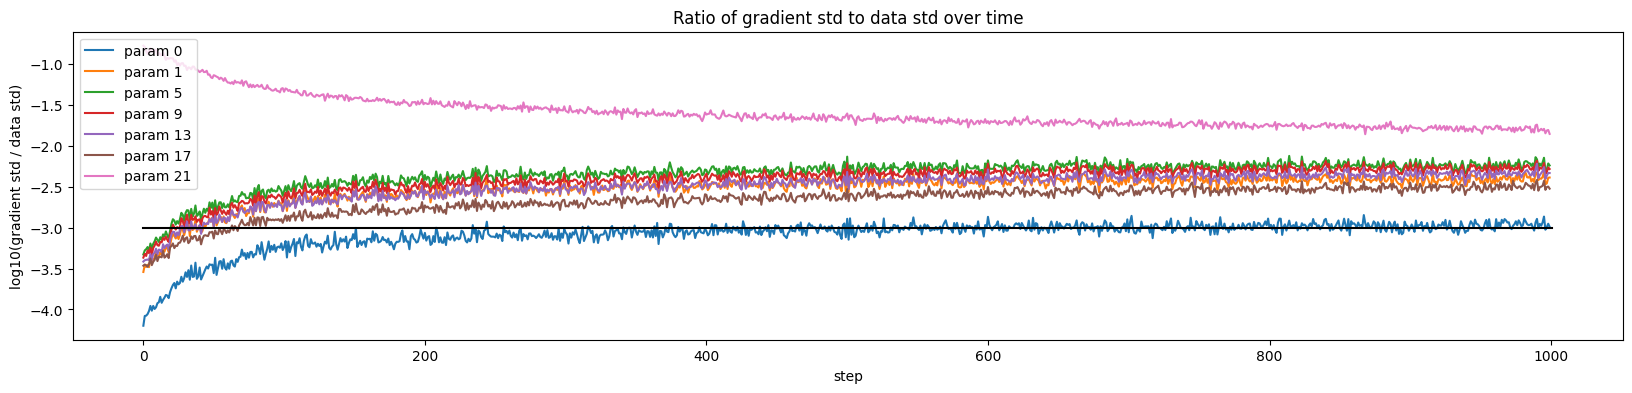 Ratio of gradient std to data std over time
log10(gradient std / data std)
−1.0
−1.5
−2.0
−2.5
−3.0
−3.5
−4.0
param 0
param 1
param 5
param 9
param 13
param 17
param 21
0
200
400
600
800
1000
step